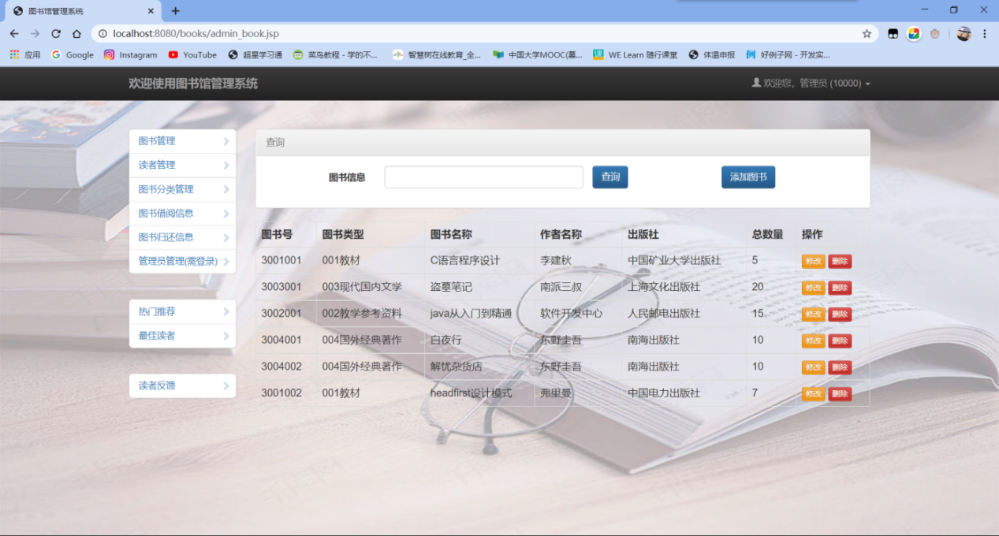 图书馆管理系统
localhost:8080/books/admin_book.jsp
应用 Google Instagram YouTube 超星学习通 菜鸟教程 - 学的不... 智慧树在线教育_全... 中国大学MOOC(慕... WE Learn 随行课堂 体温申报 好例子网 - 开发实...
欢迎使用图书馆管理系统 欢迎您，管理员 (10000)
图书管理
读者管理
图书分类管理
图书借阅信息
图书归还信息
管理员管理(需登录)
热门推荐
最佳读者
读者反馈
查询
图书信息 查询 添加图书
图书号 图书类型 图书名称 作者名称 出版社 总数量 操作
3001001 001教材 C语言程序设计 李建秋 中国矿业大学出版社 5 修改 删除
3003001 003现代国内文学 盗墓笔记 南派三叔 上海文化出版社 20 修改 删除
3002001 002教学参考资料 java从入门到精通 软件开发中心 人民邮电出版社 15 修改 删除
3004001 004国外经典著作 白夜行 东野圭吾 南海出版社 10 修改 删除
3004002 004国外经典著作 解忧杂货店 东野圭吾 南海出版社 10 修改 删除
3001002 001教材 headfirst设计模式 弗里曼 中国电力出版社 7 修改 删除